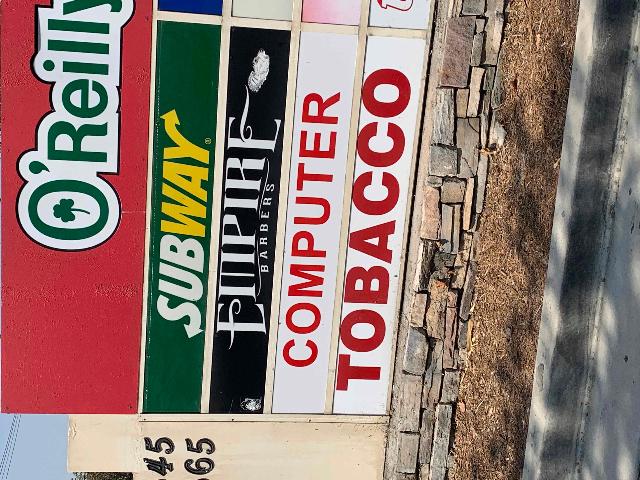 O'Reilly
SUBWAY
EMPIRE
BARBERS
COMPUTER
TOBACCO
45
65